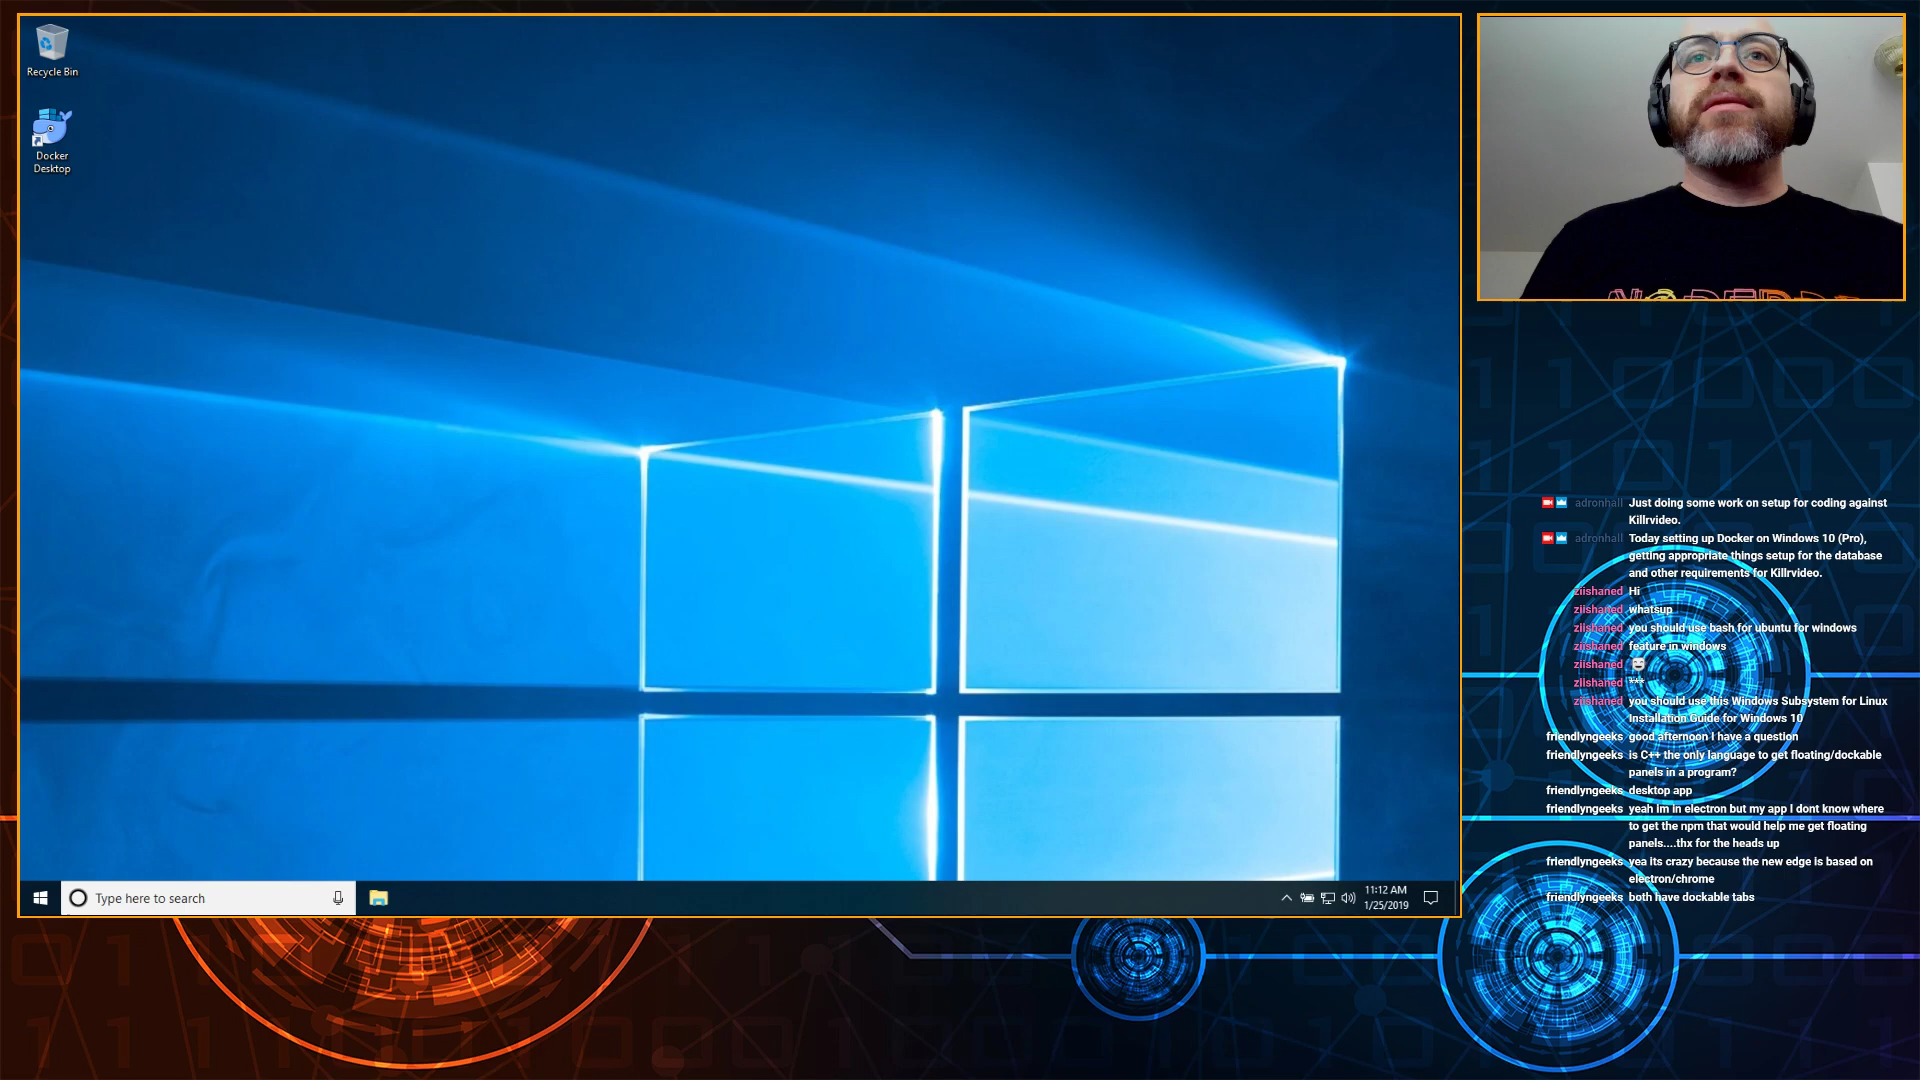 Recycle Bin
Docker
Desktop
Type here to search
11:12 AM
1/25/2019
adronhall Just doing some work on setup for coding against
Killrvideo.
adronhall Today setting up Docker on Windows 10 (Pro),
getting appropriate things setup for the database
and other requirements for Killrvideo.
ziishaned Hi
ziishaned whatsup
ziishaned you should use bash for ubuntu for windows
ziishaned feature in windows
ziishaned
ziishaned ***
ziishaned you should use this Windows Subsystem for Linux
Installation Guide for Windows 10
friendlyngeeks good afternoon I have a question
friendlyngeeks is C++ the only language to get floating/dockable
panels in a program?
friendlyngeeks desktop app
friendlyngeeks yeah im in electron but my app I dont know where
to get the npm that would help me get floating
panels....thx for the heads up
friendlyngeeks yea its crazy because the new edge is based on
electron/chrome
friendlyngeeks both have dockable tabs